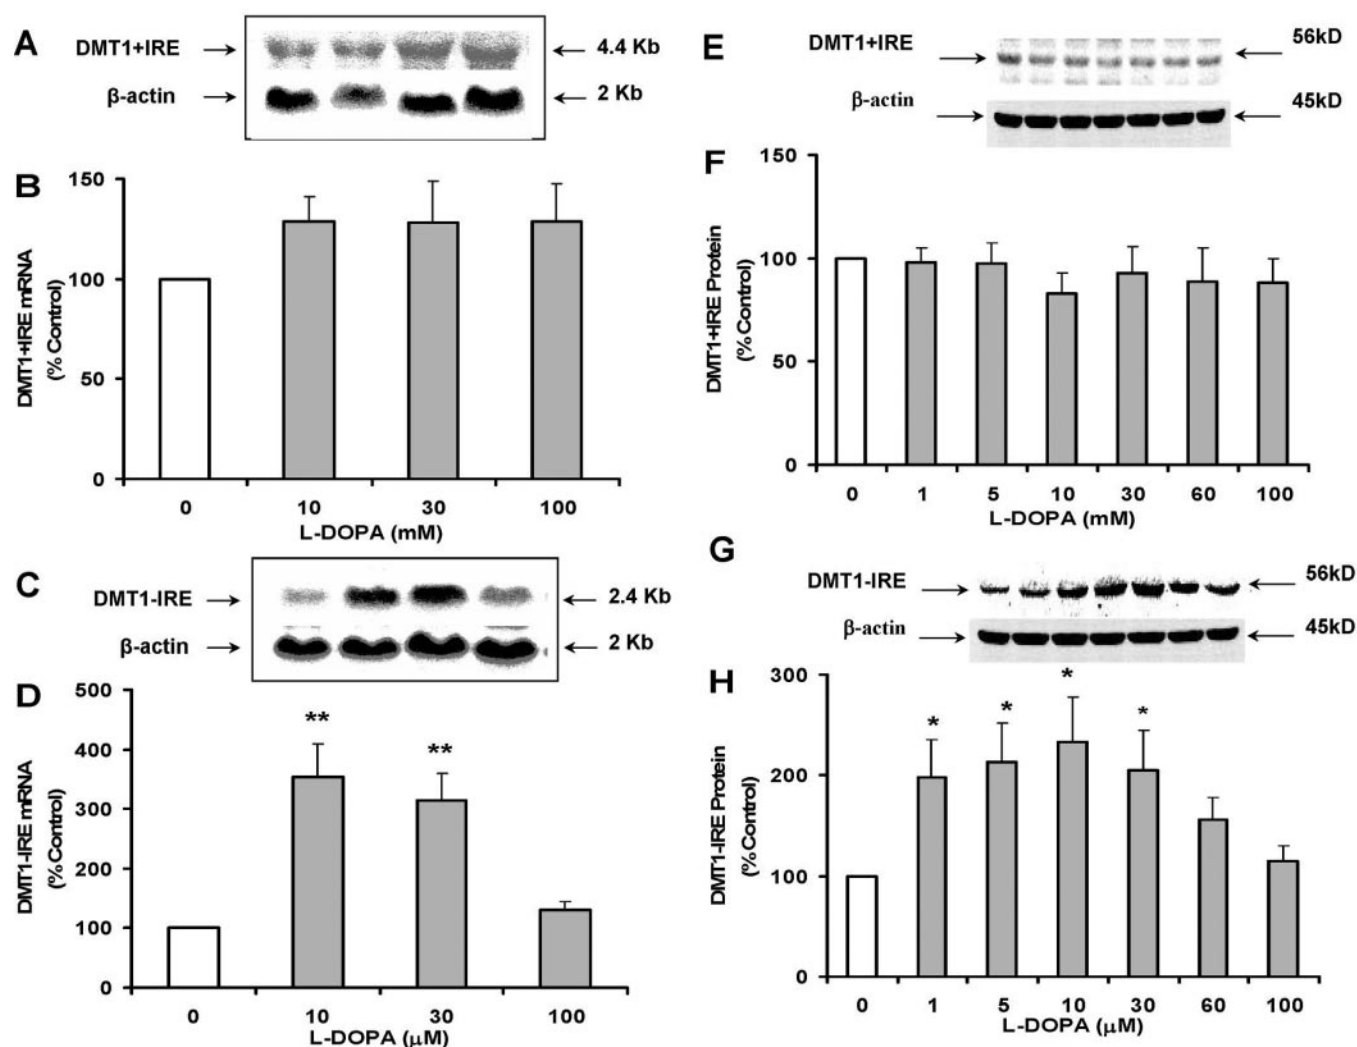 A
DMT1+IRE
4.4 Kb
β-actin
2 Kb
B
DMT1+IRE mRNA
(% Control)
150
100
50
0
0 10 30 100
L-DOPA (mM)
C
DMT1-IRE
2.4 Kb
β-actin
2 Kb
D
DMT1-IRE mRNA
(%Control)
500
400
300
200
100
0
** **
0 10 30 100
L-DOPA (μM)
E
DMT1+IRE
56kD
β-actin
45kD
F
DMT1+IRE Protein
(%Control)
150
100
50
0
0 1 5 10 30 60 100
L-DOPA (mM)
G
DMT1-IRE
56kD
β-actin
45kD
H
DMT1-IRE Protein
(%Control)
300
200
100
0
* * * *
0 1 5 10 30 60 100
L-DOPA (μM)